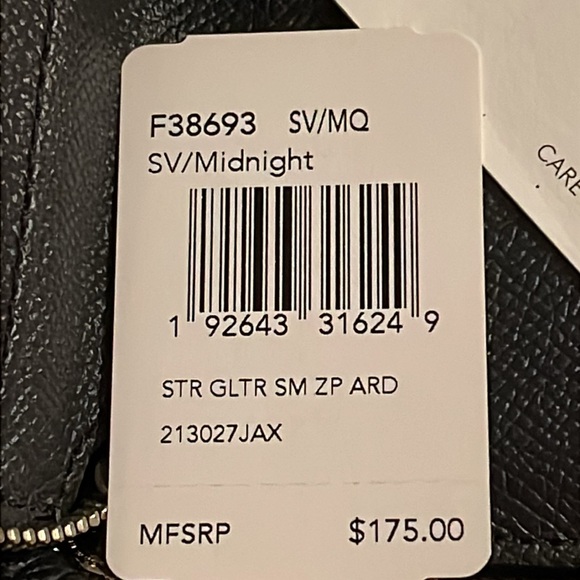 F38693 SV/MQ
SV/Midnight
1 92643 31624 9
STR GLTR SM ZP ARD
213027JAX
MFSRP $175.00
CARE